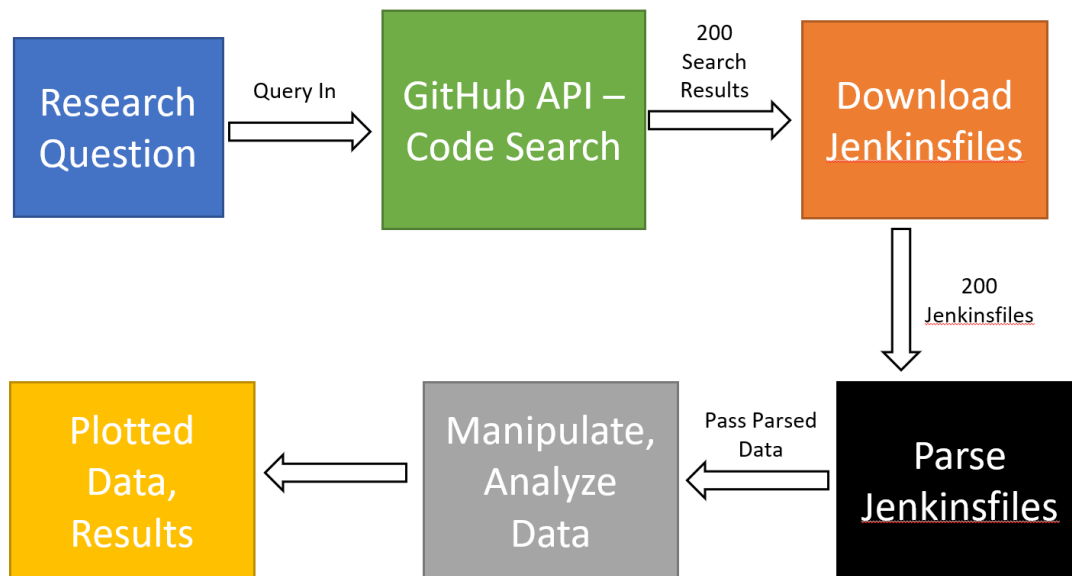 Research
Question
Query In
GitHub API –
Code Search
200
Search
Results
Download
Jenkinsfiles
200
Jenkinsfiles
Parse
Jenkinsfiles
Pass Parsed
Data
Manipulate,
Analyze
Data
Plotted
Data,
Results